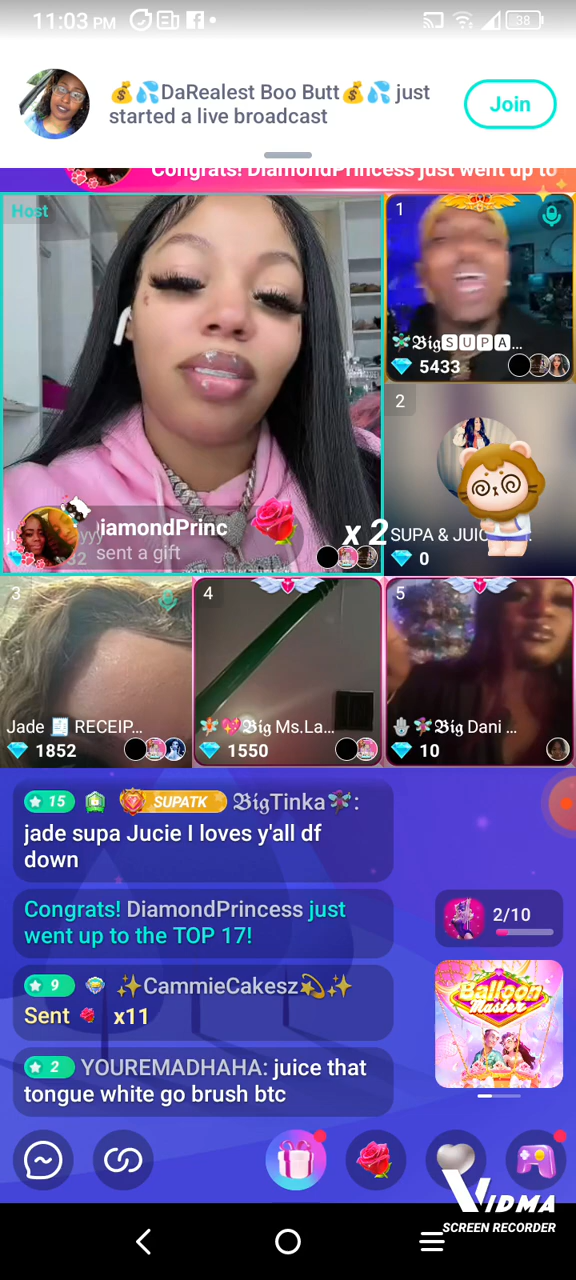 11:03 PM
38
💰💦DaRealest Boo Butt💰💦 just
started a live broadcast
Join
Congrats! DiamondPrincess just went up to
Host
1
𝕭𝖎𝖌🆂🆄🅿🅰...
5433
2
iamondPrinc
sent a gift
x 2
SUPA & JUIC
0
3
Jade 🧾 RECEIP...
1852
4
𝕭𝖎𝖌 Ms.La...
1550
5
𝕭𝖎𝖌 Dani ...
10
15 SUPATK 𝕭𝖎𝖌Tinka:
jade supa Jucie I loves y'all df
down
Congrats! DiamondPrincess just
went up to the TOP 17!
2/10
9 ✨CammieCakesz💫✨
Sent 🌹 x11
Balloon
Master
2 YOUREMADHAHA: juice that
tongue white go brush btc
VIDMA
SCREEN RECORDER